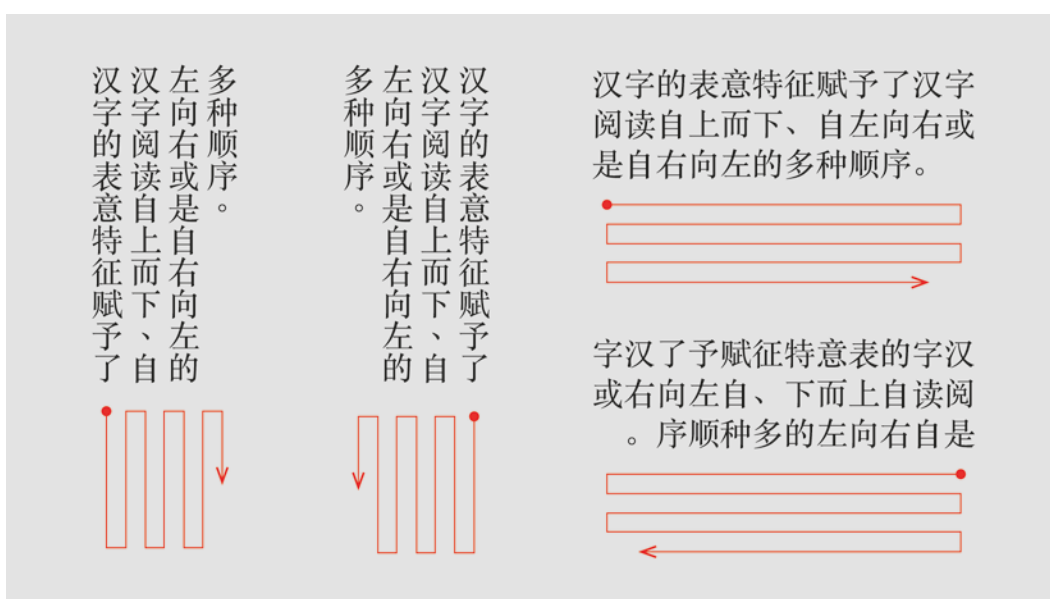 汉字的表意特征赋予了
汉字阅读自上而下、自
左向右或是自右向左的
多种顺序。
汉字的表意特征赋予了
汉字阅读自上而下、自
左向右或是自右向左的
多种顺序。
汉字的表意特征赋予了汉字
阅读自上而下、自左向右或
是自右向左的多种顺序。
汉字的表意特征赋予了汉字
阅读自上而下、自左向右或
是自右向左的多种顺序。